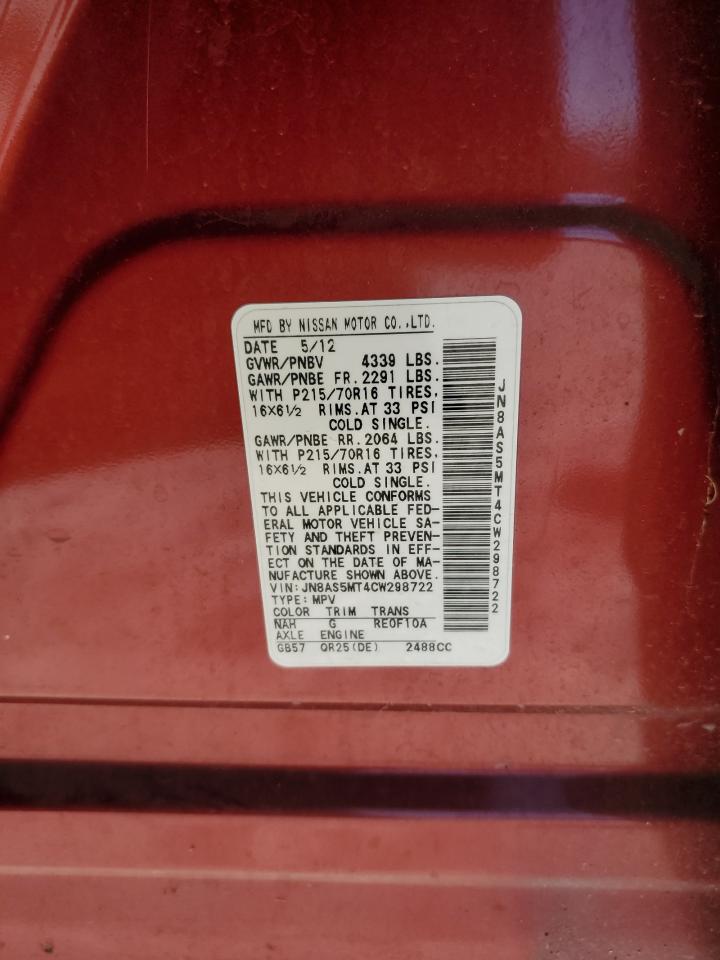 MFD BY NISSAN MOTOR CO.,LTD.
DATE 5/12
GVWR/PNBV 4339 LBS.
GAWR/PNBE FR.2291 LBS.
WITH P215/70R16 TIRES,
16X6½ RIMS.AT 33 PSI
COLD SINGLE.
GAWR/PNBE RR.2064 LBS.
WITH P215/70R16 TIRES,
16X6½ RIMS.AT 33 PSI
COLD SINGLE.
THIS VEHICLE CONFORMS
TO ALL APPLICABLE FED-
ERAL MOTOR VEHICLE SA-
FETY AND THEFT PREVEN-
TION STANDARDS IN EFF-
ECT ON THE DATE OF MA-
NUFACTURE SHOWN ABOVE.
VIN:JN8AS5MT4CW298722
TYPE:MPV
COLOR TRIM TRANS
NAH G RE0F10A
AXLE ENGINE
GB57 QR25(DE) 2488CC
JN8AS5MT4CW298722